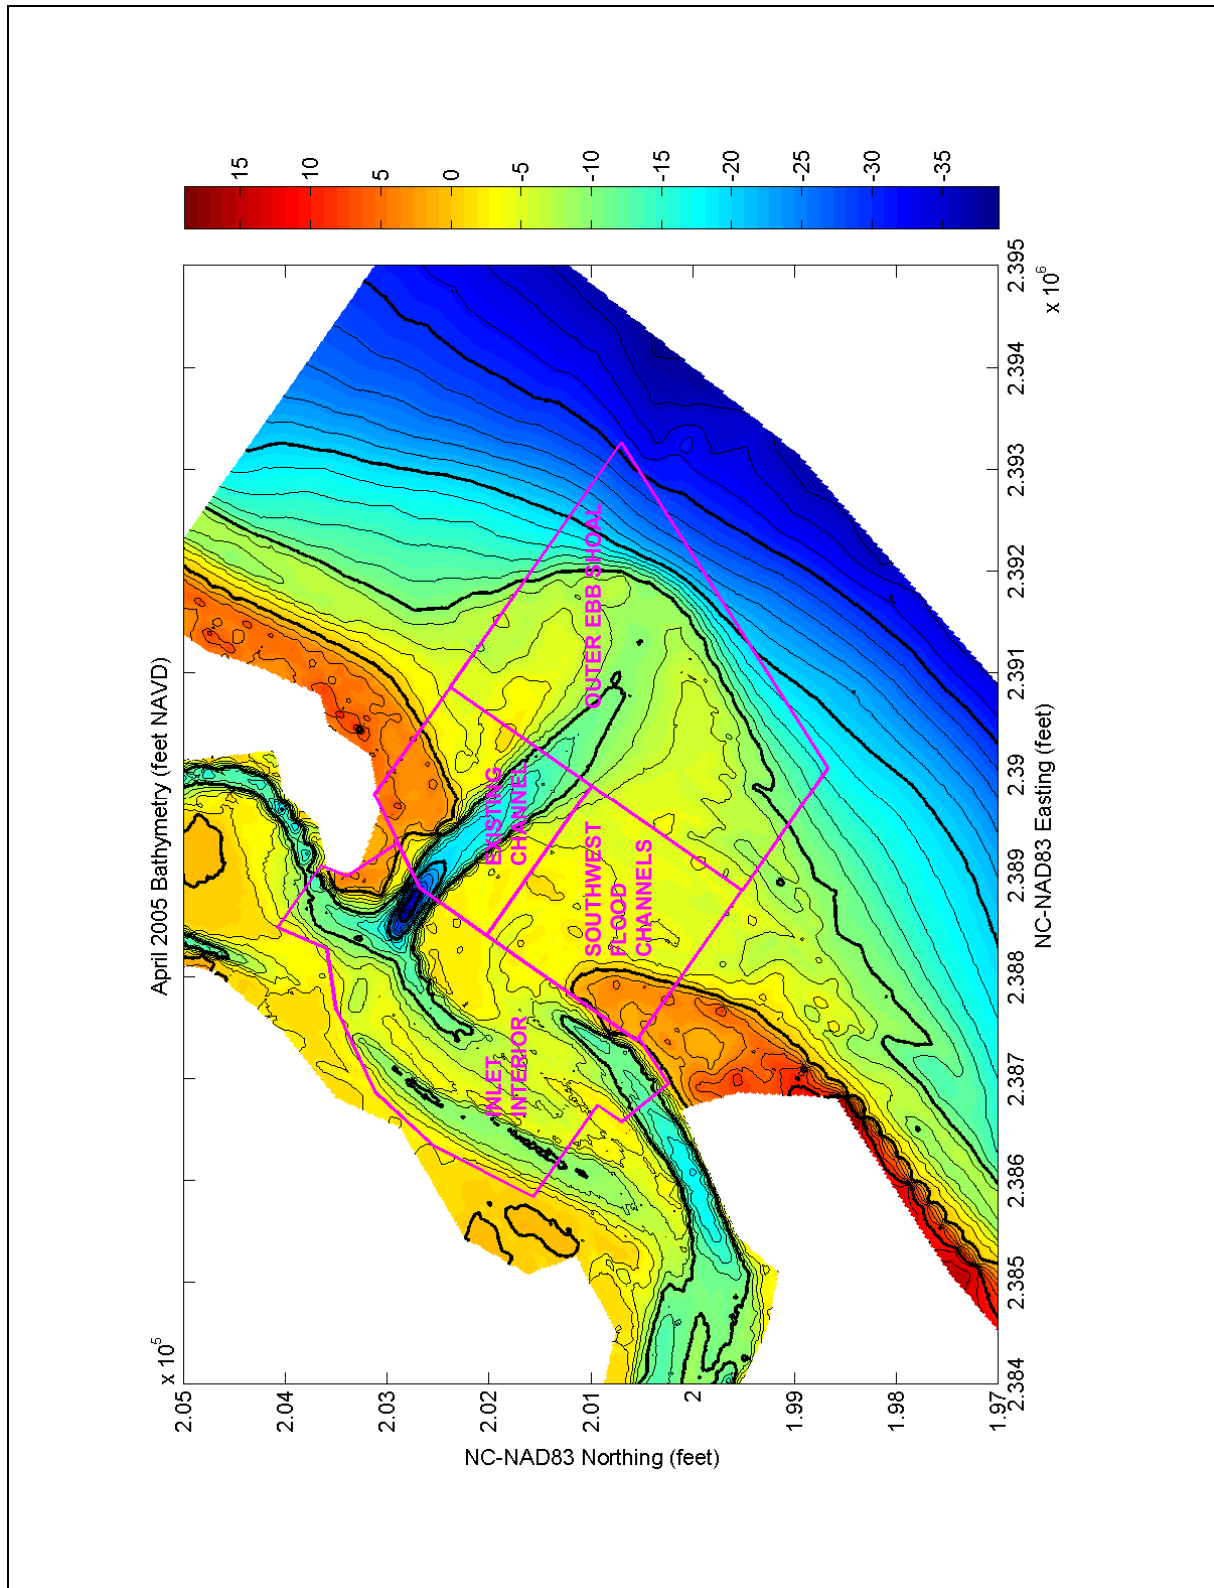 April 2005 Bathymetry (feet NAVD)
x 10^5
2.05
2.04
2.03
2.02
2.01
2
1.99
1.98
1.97
NC-NAD83 Northing (feet)
2.384
2.385
2.386
2.387
2.388
2.389
2.39
2.391
2.392
2.393
2.394
2.395
x 10^6
NC-NAD83 Easting (feet)
INLET
INTERIOR
EXISTING
CHANNEL
SOUTHWEST
FLOOD
CHANNELS
OUTER EBB SHOAL
15
10
5
0
-5
-10
-15
-20
-25
-30
-35